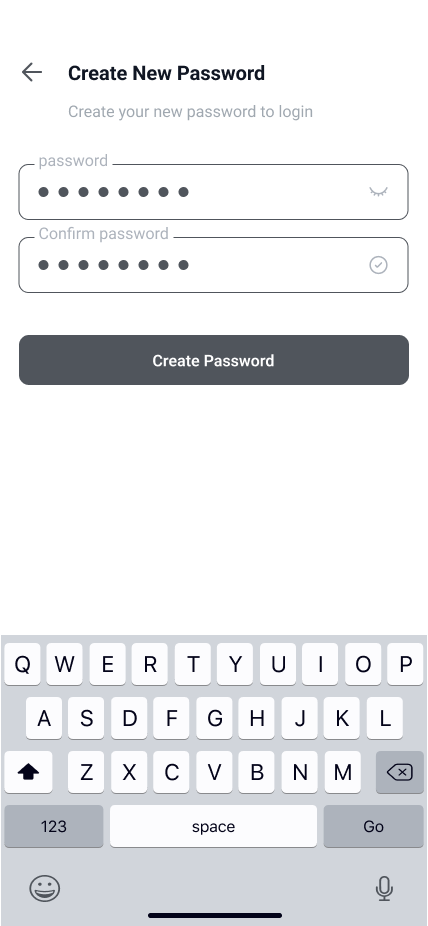 Create New Password
Create your new password to login
password
Confirm password
Create Password
Q W E R T Y U I O P
A S D F G H J K L
Z X C V B N M
123 space Go